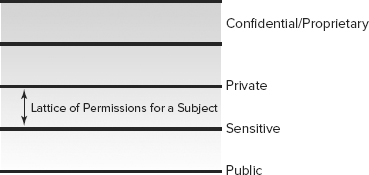 Confidential/Proprietary
Private
Lattice of Permissions for a Subject
Sensitive
Public